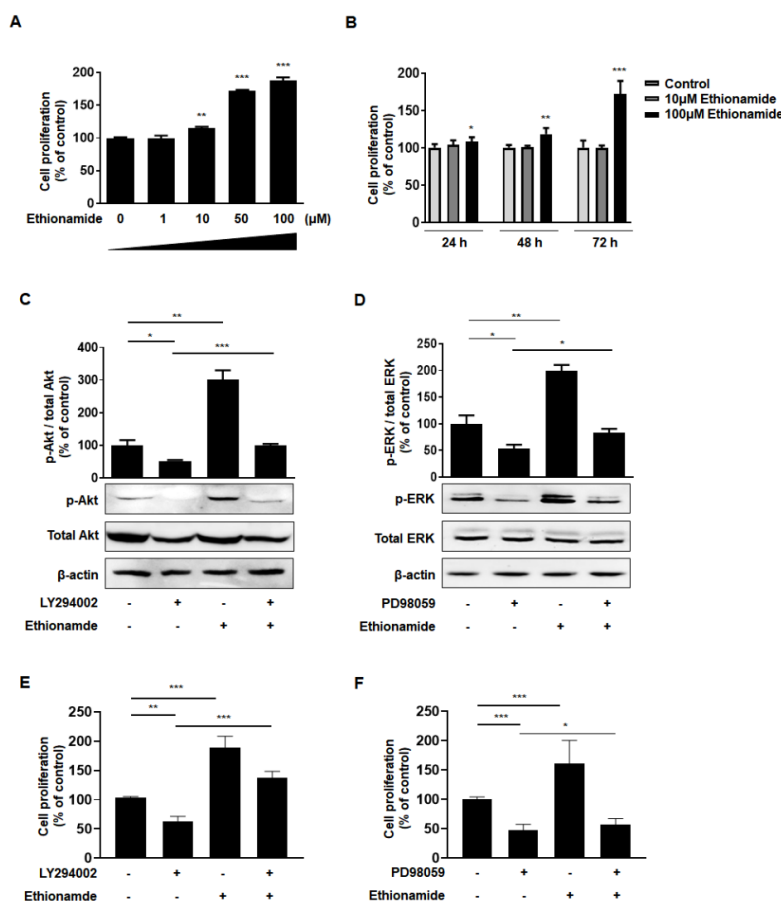 A
Cell proliferation
(% of control)
200
150
100
50
0
** *** ***
Ethionamide 0 1 10 50 100 (μM)
B
Cell proliferation
(% of control)
200
150
100
50
0
* ** ***
24 h 48 h 72 h
Control
10μM Ethionamide
100μM Ethionamide
C
p-Akt / total Akt
(% of control)
400
300
200
100
0
**
* ***
p-Akt
Total Akt
β-actin
LY294002 - + - +
Ethionamde - - + +
D
p-ERK / total ERK
(% of control)
250
200
150
100
50
0
**
* *
p-ERK
Total ERK
β-actin
PD98059 - + - +
Ethionamide - - + +
E
Cell proliferation
(% of control)
250
200
150
100
50
0
***
** ***
LY294002 - + - +
Ethionamde - - + +
F
Cell proliferation
(% of control)
250
200
150
100
50
0
***
*** *
PD98059 - + - +
Ethionamide - - + +